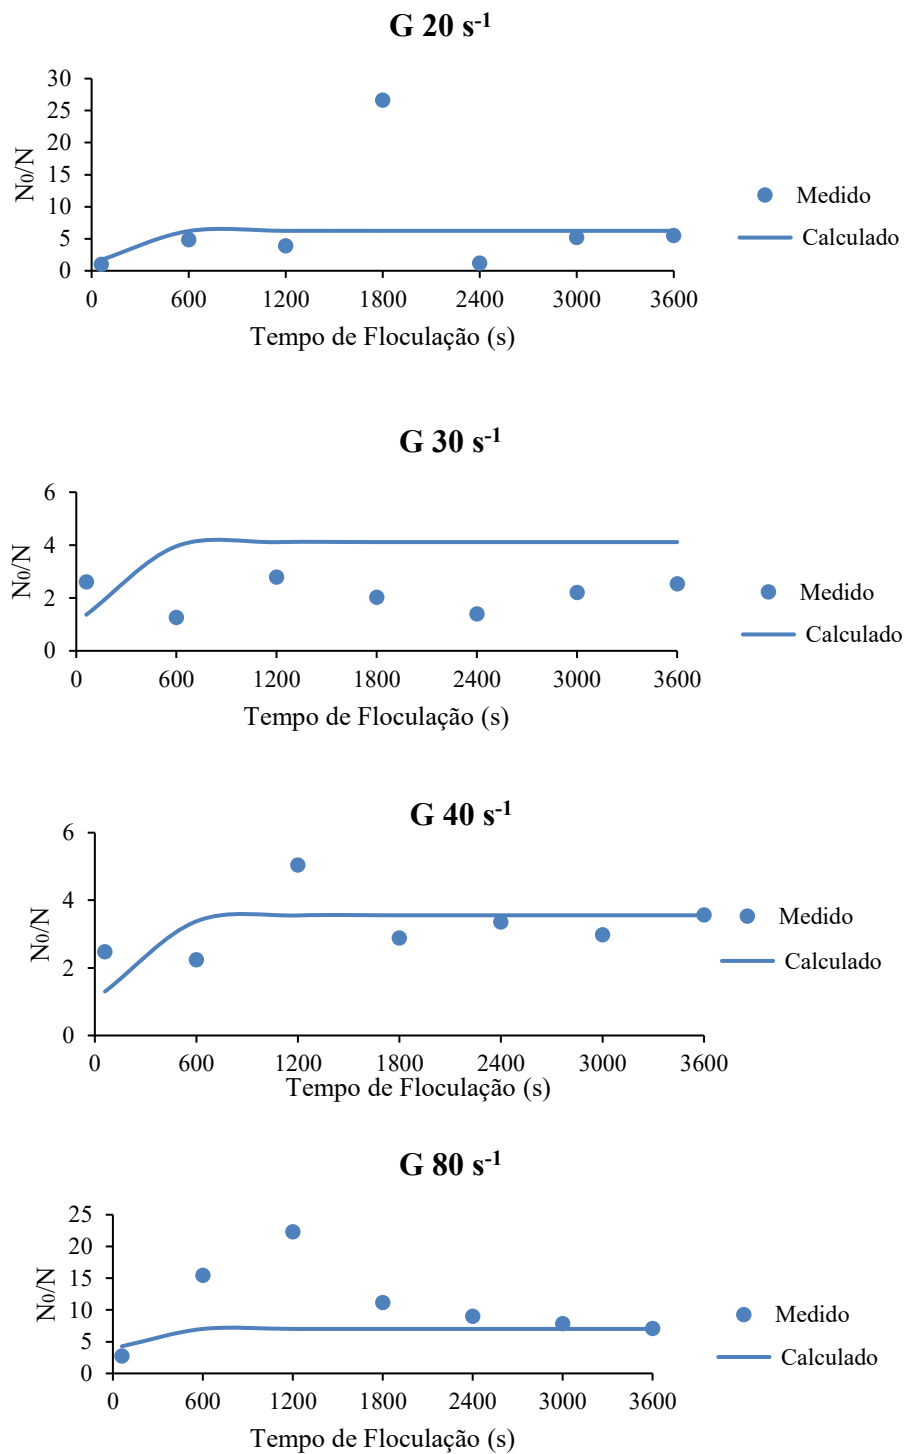 G 20 s-1
30
25
20
15
10
5
0
N0/N
0 600 1200 1800 2400 3000 3600
Tempo de Floculação (s)
Medido
Calculado
G 30 s-1
6
4
2
0
N0/N
0 600 1200 1800 2400 3000 3600
Tempo de Floculação (s)
Medido
Calculado
G 40 s-1
6
4
2
0
N0/N
0 600 1200 1800 2400 3000 3600
Tempo de Floculação (s)
Medido
Calculado
G 80 s-1
25
20
15
10
5
0
N0/N
0 600 1200 1800 2400 3000 3600
Tempo de Floculação (s)
Medido
Calculado